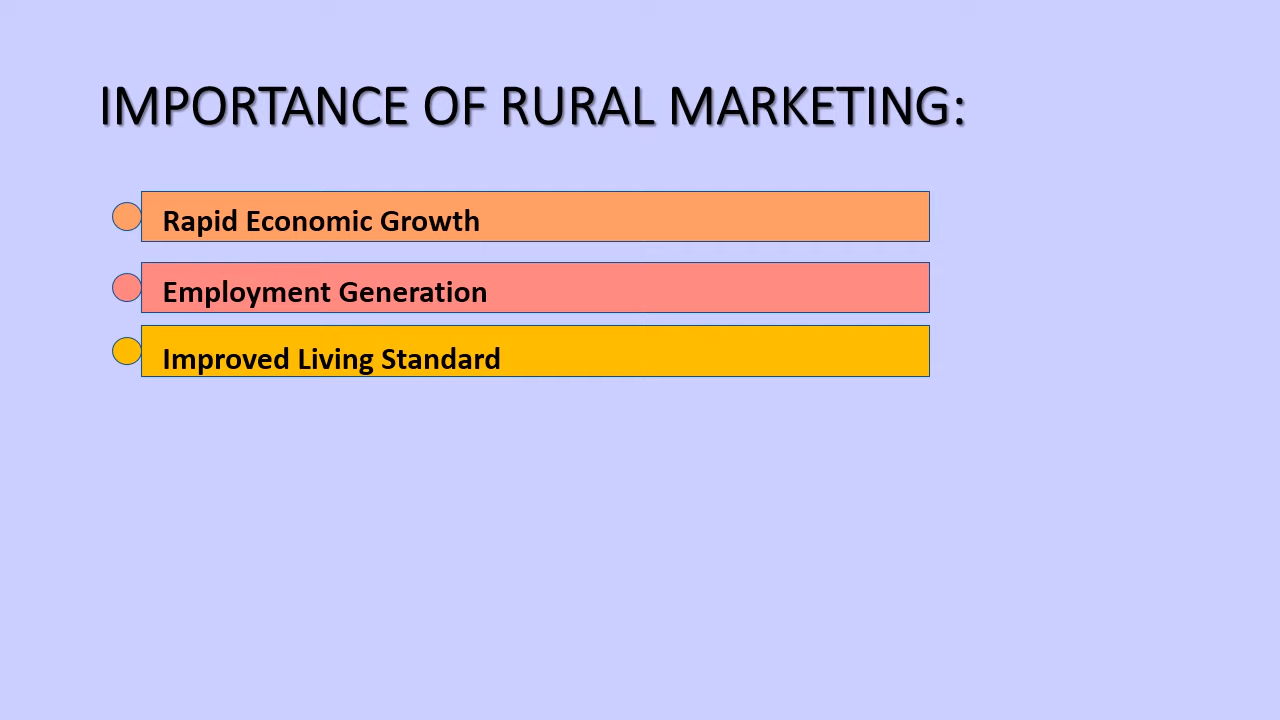 IMPORTANCE OF RURAL MARKETING:
Rapid Economic Growth
Employment Generation
Improved Living Standard